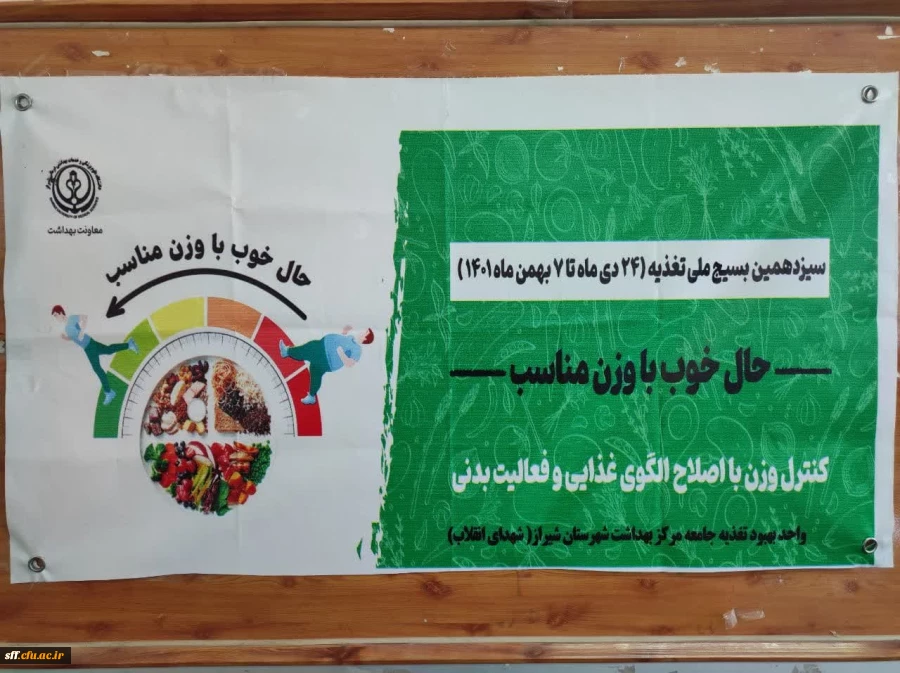 معاونت بهداشت
حال خوب با وزن مناسب
سیزدهمین بسیج ملی تغذیه (۲۴ دی ماه تا ۷ بهمن ماه ۱۴۰۱)
حال خوب با وزن مناسب
کنترل وزن با اصلاح الگوی غذایی و فعالیت بدنی
واحد بهبود تغذیه جامعه مرکز بهداشت شهرستان شیراز( شهدای انقلاب)
sff.cfu.ac.ir